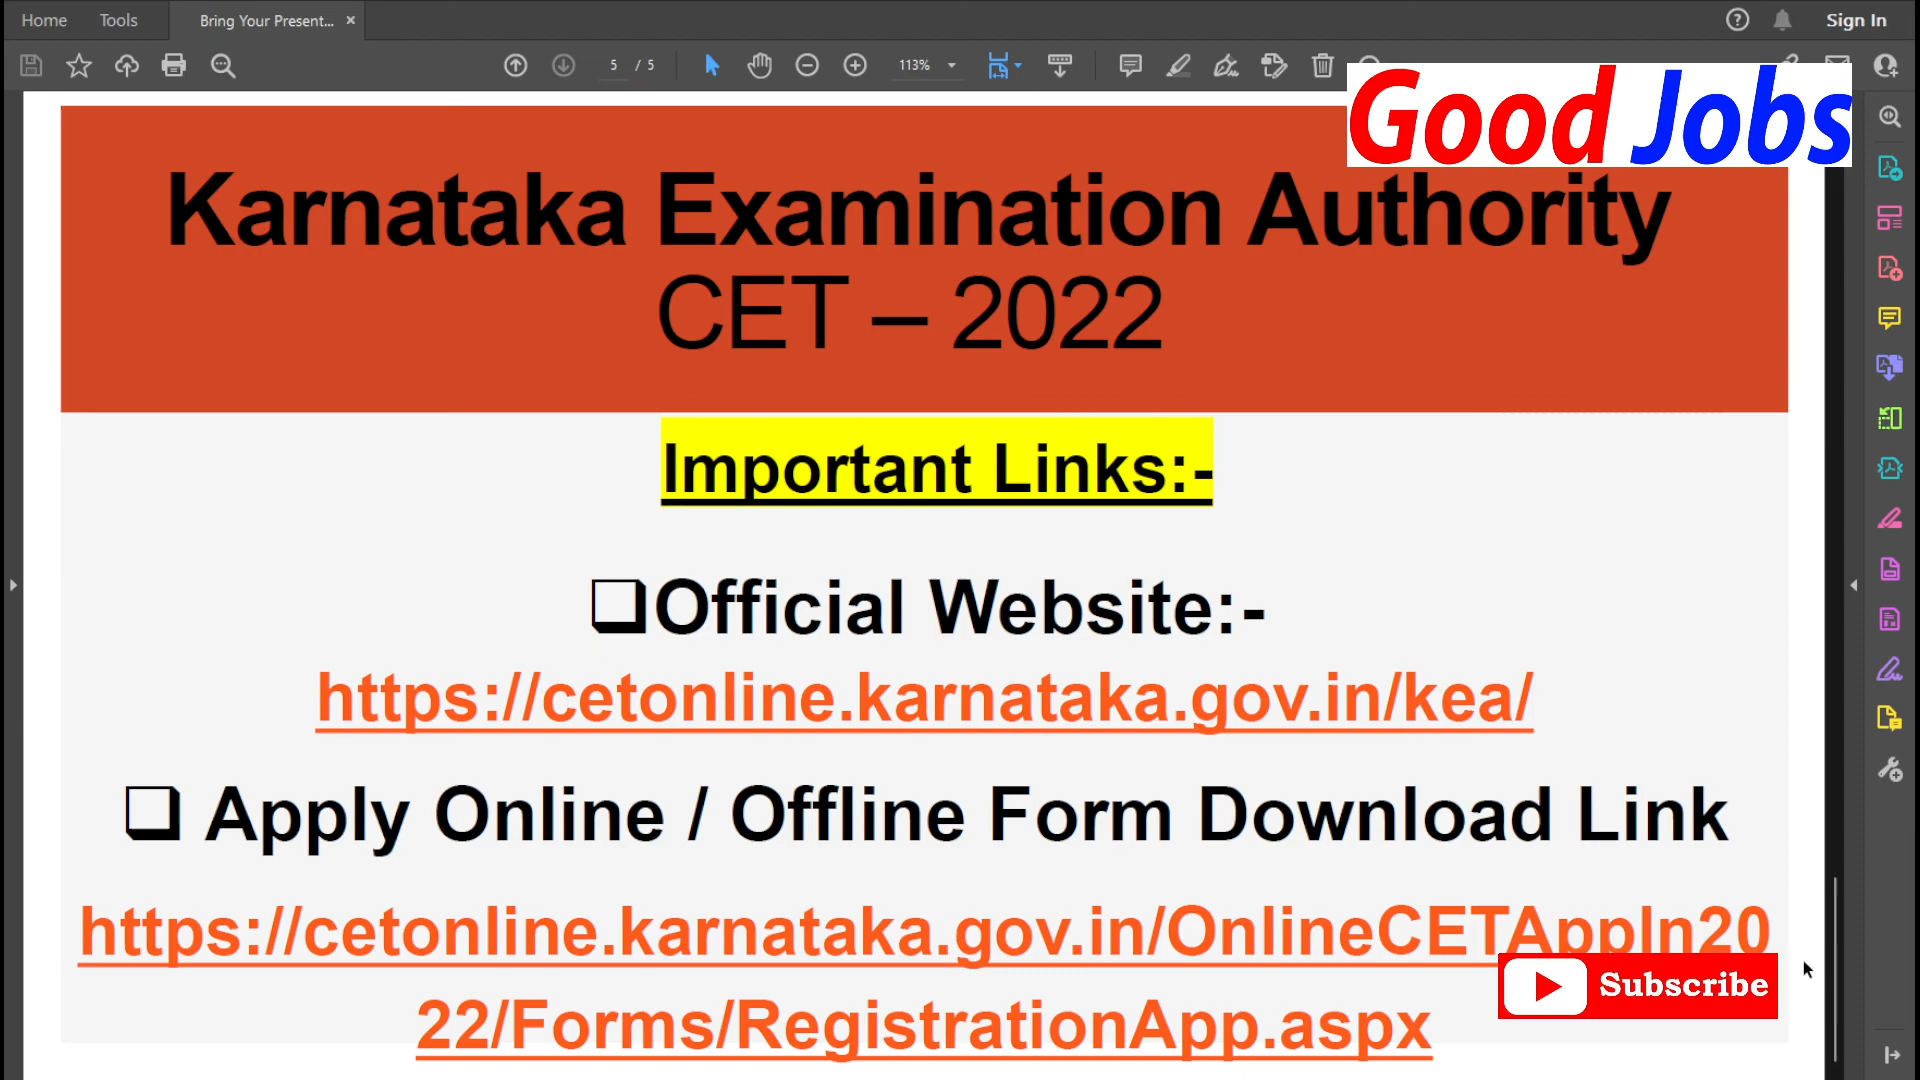 Home Tools Bring Your Present... × Sign In
5 / 5 113%
Good Jobs
Karnataka Examination Authority
CET – 2022
Important Links:-
❑Official Website:-
https://cetonline.karnataka.gov.in/kea/
❑ Apply Online / Offline Form Download Link
https://cetonline.karnataka.gov.in/OnlineCETAppln20
22/Forms/RegistrationApp.aspx
Subscribe